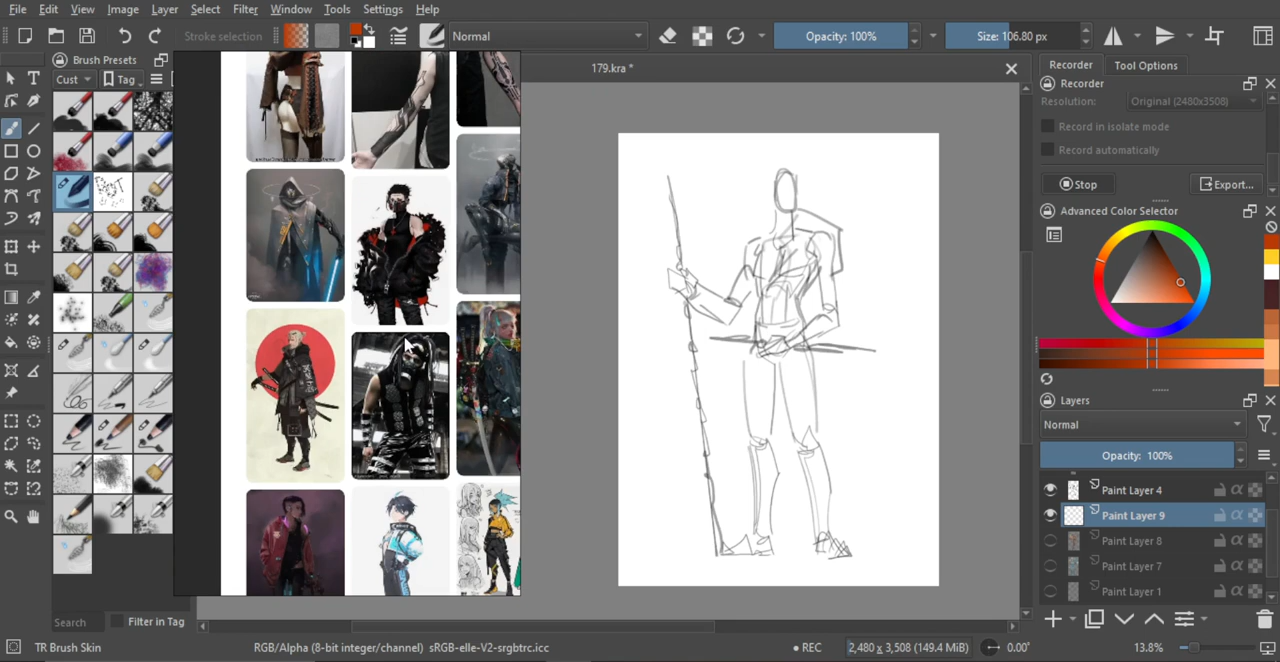 File Edit View Image Layer Select Filter Window Tools Settings Help
Stroke selection Normal Opacity: 100% Size: 106.80 px
Brush Presets
Cust Tag
179.kra *
Recorder Tool Options
Recorder
Resolution: Original (2480x3508)
Record in isolate mode
Record automatically
Stop Export...
Advanced Color Selector
Layers
Normal
Opacity: 100%
Paint Layer 4
Paint Layer 9
Paint Layer 8
Paint Layer 7
Paint Layer 1
Search Filter in Tag
TR Brush Skin RGB/Alpha (8-bit integer/channel) sRGB-elle-V2-srgbtrc.icc REC 2,480 x 3,508 (149.4 MiB) 0.00° 13.8%